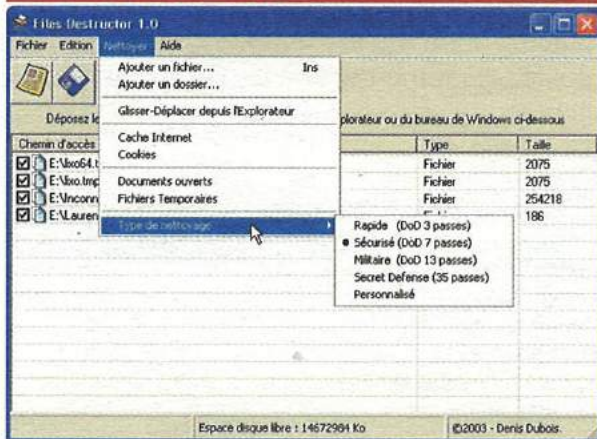 Files Destructor 1.0
Fichier Edition Nettoyer Aide
Ajouter un fichier... Ins
Ajouter un dossier...
Glisser-Déplacer depuis l'Explorateur
Cache Internet
Cookies
Documents ouverts
Fichiers Temporaires
Type de nettoyage
Rapide (DoD 3 passes)
Sécurisé (DoD 7 passes)
Militaire (DoD 13 passes)
Secret Defense (35 passes)
Personnalisé
Déposez le plorateur ou du bureau de Windows ci-dessous
Chemin d'accès Type Taille
E:\lixo64.t Fichier 2075
E:\lixo.tmp Fichier 2075
E:\Inconn Fichier 254218
E:\Lauren 186
Espace disque libre : 14672984 Ko ©2003 - Denis Dubois.